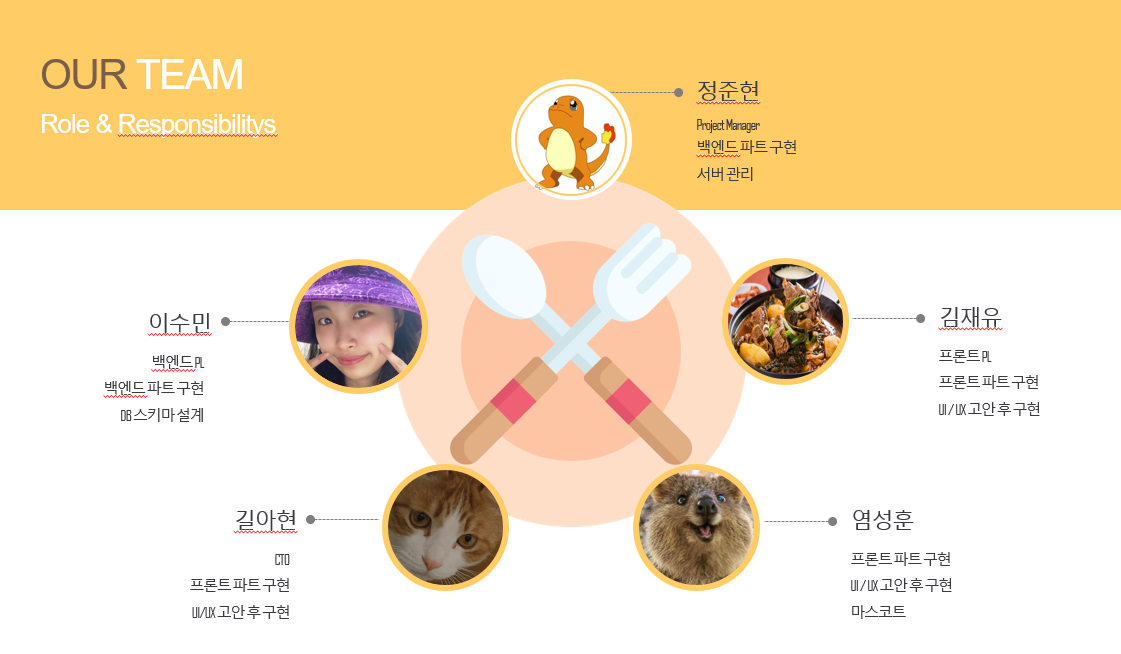 OUR TEAM
Role & Responsibilitys
정준현
Project Manager
백엔드 파트 구현
서버 관리
이수민
백엔드 PL
백엔드 파트 구현
DB 스키마 설계
김재유
프론트 PL
프론트 파트 구현
UI / UX 고안 후 구현
길아현
CTO
프론트 파트 구현
UI/UX 고안 후 구현
염성훈
프론트 파트 구현
UI / UX 고안 후 구현
마스코트